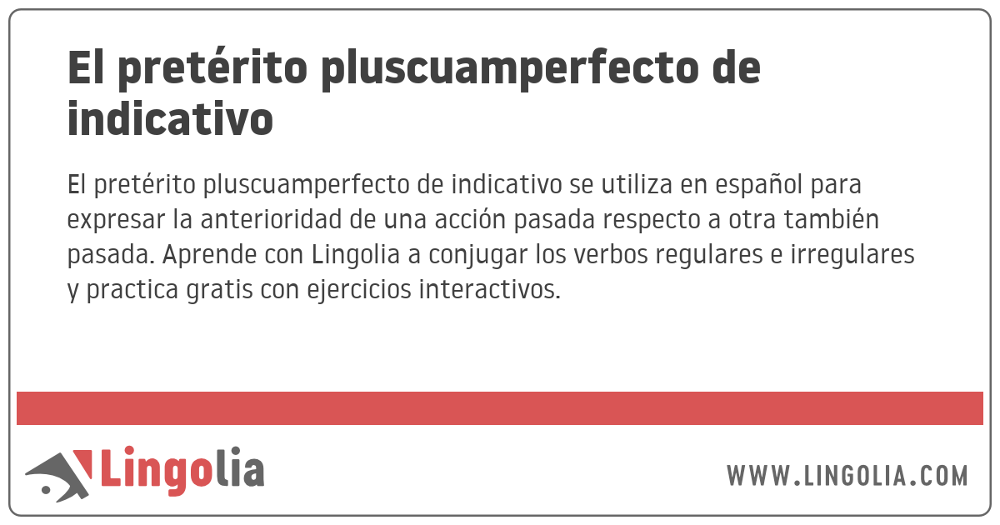 El pretérito pluscuamperfecto de
indicativo
El pretérito pluscuamperfecto de indicativo se utiliza en español para
expresar la anterioridad de una acción pasada respecto a otra también
pasada. Aprende con Lingolia a conjugar los verbos regulares e irregulares
y practica gratis con ejercicios interactivos.
Lingolia
WWW.LINGOLIA.COM